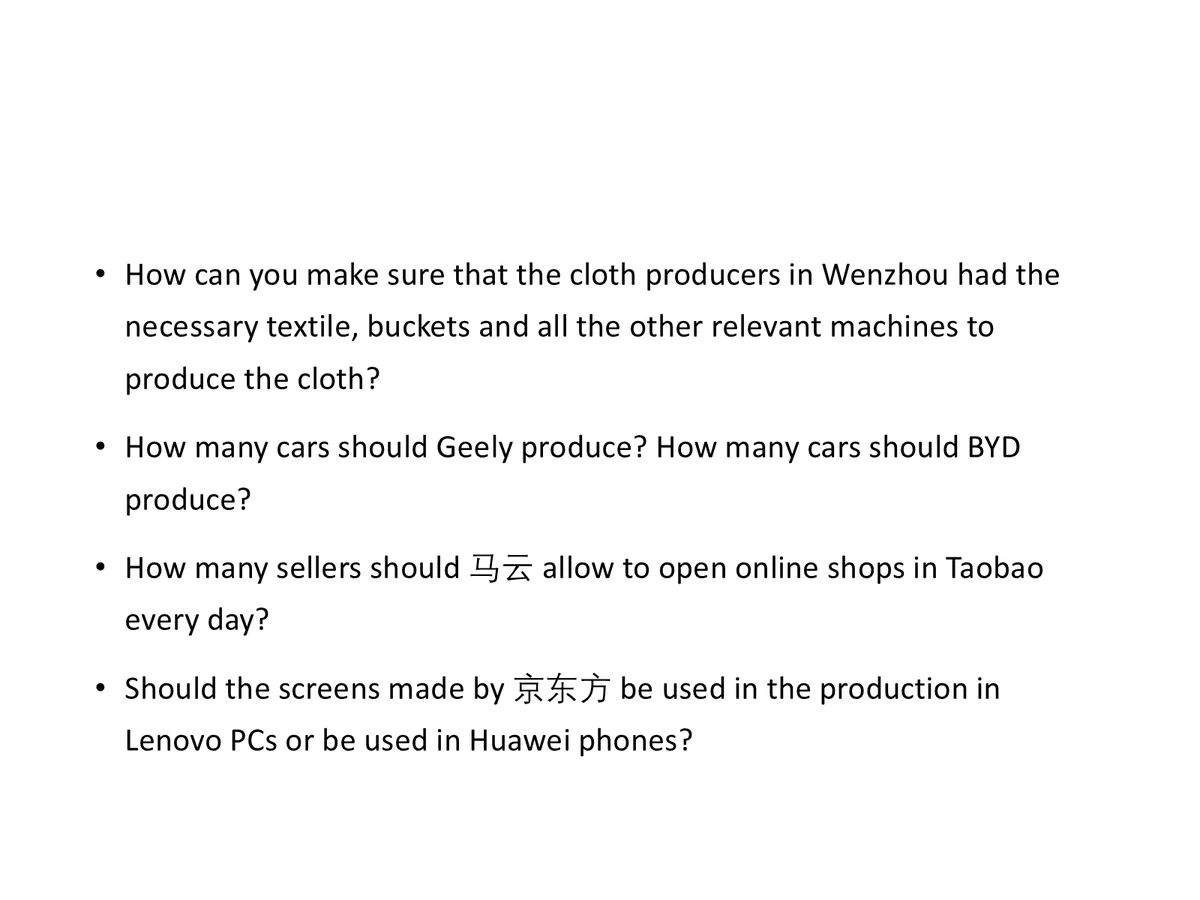 • How can you make sure that the cloth producers in Wenzhou had the
necessary textile, buckets and all the other relevant machines to
produce the cloth?
• How many cars should Geely produce? How many cars should BYD
produce?
• How many sellers should 马云 allow to open online shops in Taobao
every day?
• Should the screens made by 京东方 be used in the production in
Lenovo PCs or be used in Huawei phones?